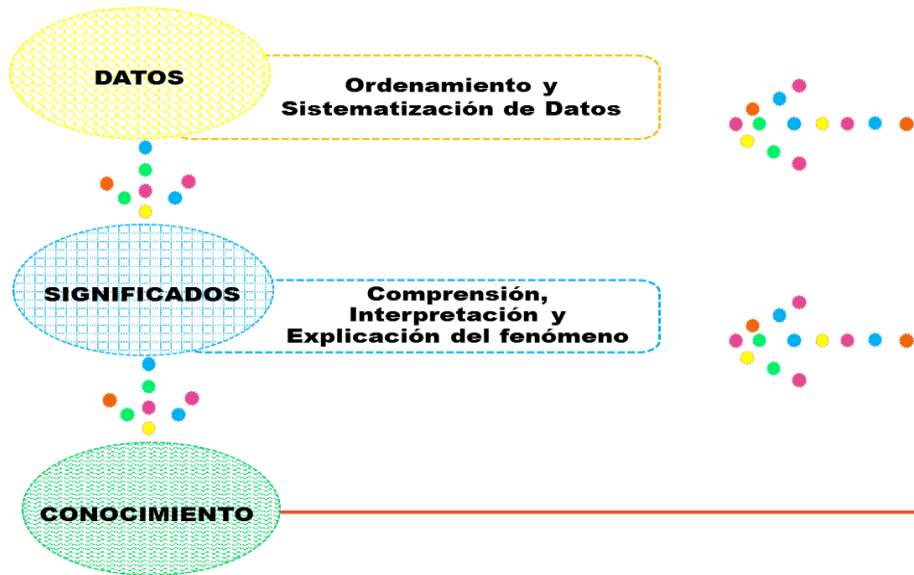 DATOS
Ordenamiento y
Sistematización de Datos
SIGNIFICADOS
Comprensión,
Interpretación y
Explicación del fenómeno
CONOCIMIENTO